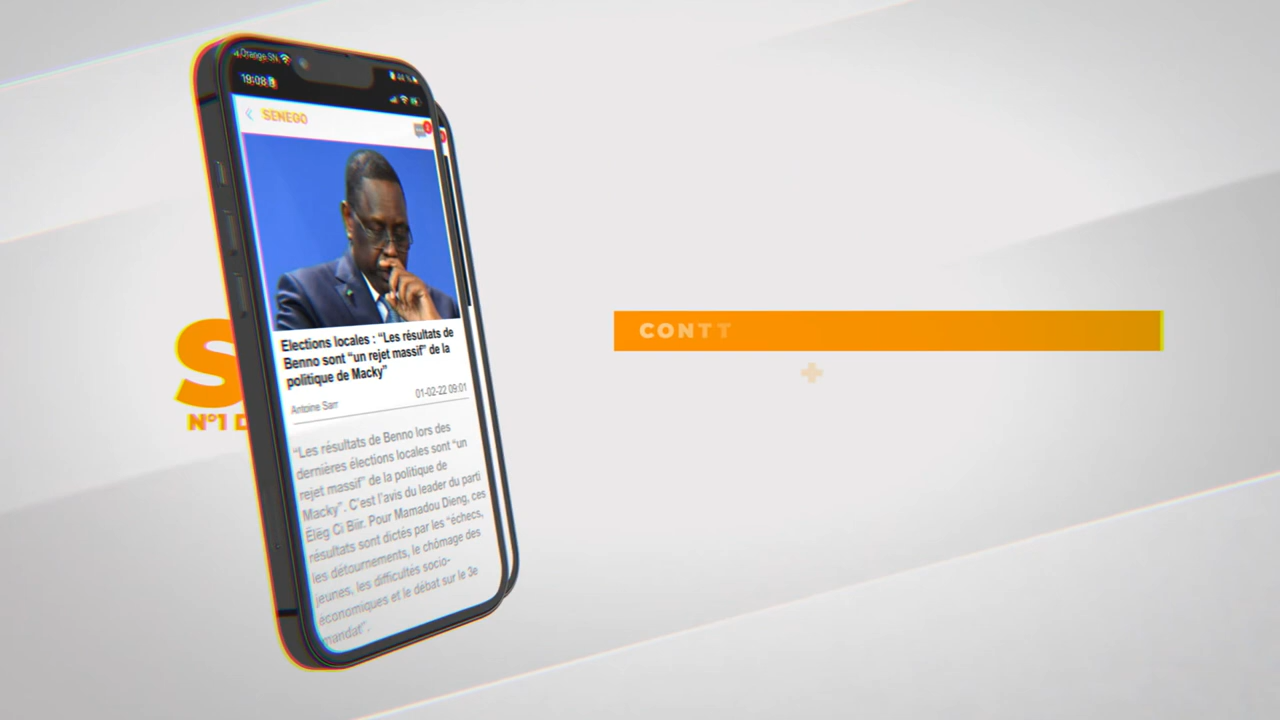 Orange SN
19:08
SENEGO
Elections locales : “Les résultats de
Benno sont “un rejet massif” de la
politique de Macky”
Antoine Sarr
01-02-22 09:01
“Les résultats de Benno lors des
dernières élections locales sont “un
rejet massif” de la politique de
Macky”. C’est l’avis du leader du parti
Ëlëg Ci Biir. Pour Mamadou Dieng, ces
résultats sont dictés par les “échecs,
les détournements, le chômage des
jeunes, les difficultés socio-
économiques et le débat sur le 3e
mandat”.
S
N°1 D
CONTT